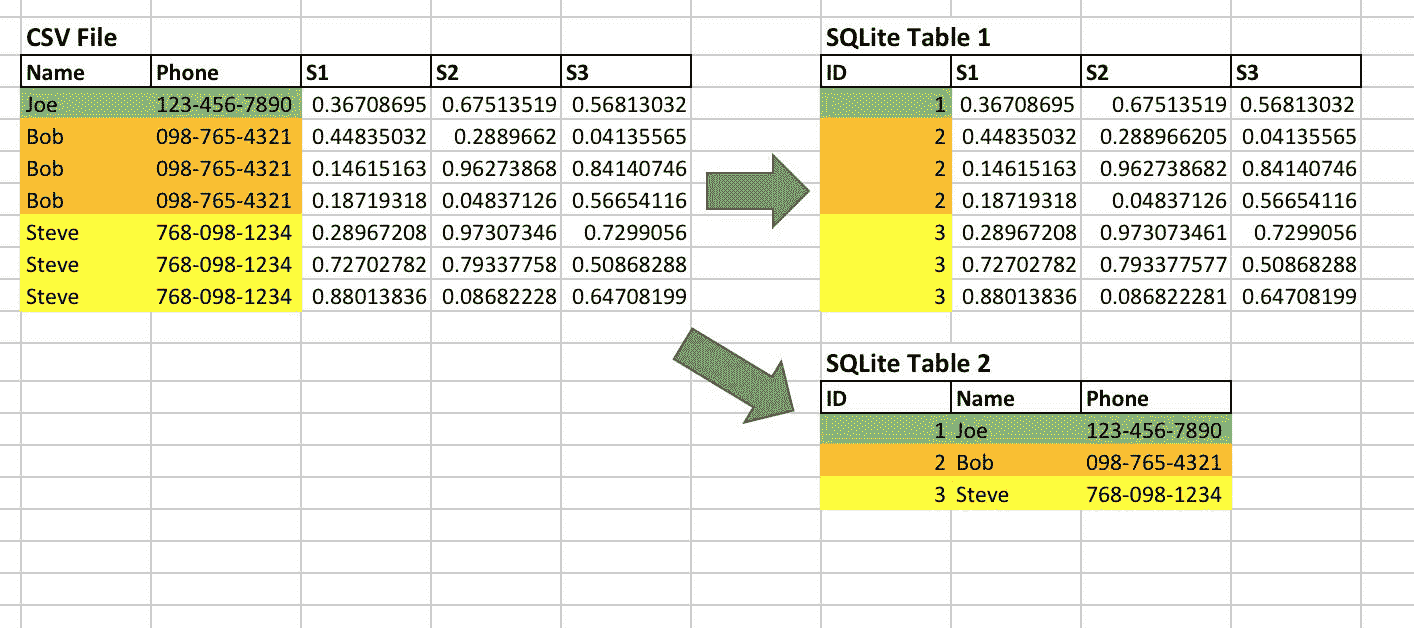 CSV File
Name Phone S1 S2 S3
Joe 123-456-7890 0.36708695 0.67513519 0.56813032
Bob 098-765-4321 0.44835032 0.2889662 0.04135565
Bob 098-765-4321 0.14615163 0.96273868 0.84140746
Bob 098-765-4321 0.18719318 0.04837126 0.56654116
Steve 768-098-1234 0.28967208 0.97307346 0.7299056
Steve 768-098-1234 0.72702782 0.79337758 0.50868288
Steve 768-098-1234 0.88013836 0.08682228 0.64708199
SQLite Table 1
ID S1 S2 S3
1 0.36708695 0.67513519 0.56813032
2 0.44835032 0.288966205 0.04135565
2 0.14615163 0.962738682 0.84140746
2 0.18719318 0.04837126 0.56654116
3 0.28967208 0.973073461 0.7299056
3 0.72702782 0.793377577 0.50868288
3 0.88013836 0.086822281 0.64708199
SQLite Table 2
ID Name Phone
1 Joe 123-456-7890
2 Bob 098-765-4321
3 Steve 768-098-1234